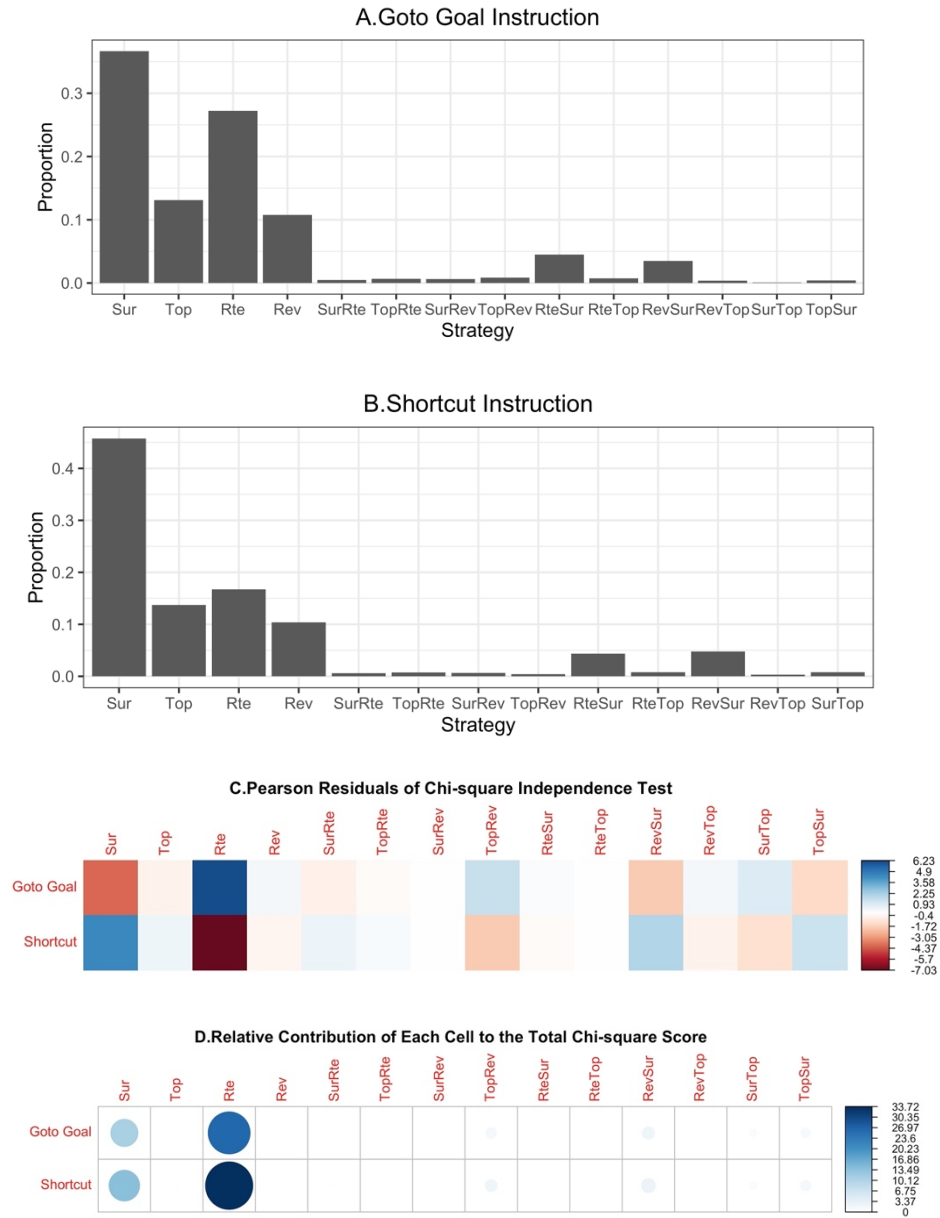 A.Goto Goal Instruction
0.3
0.2
0.1
0.0
Proportion
Sur Top Rte Rev SurRte TopRte SurRev TopRev RteSur RteTop RevSur RevTop SurTop TopSur
Strategy
B.Shortcut Instruction
0.4
0.3
0.2
0.1
0.0
Proportion
Sur Top Rte Rev SurRte TopRte SurRev TopRev RteSur RteTop RevSur RevTop SurTop
Strategy
C.Pearson Residuals of Chi-square Independence Test
Sur Top Rte Rev SurRte TopRte SurRev TopRev RteSur RteTop RevSur RevTop SurTop TopSur
Goto Goal
Shortcut
6.23
4.9
3.58
2.25
0.93
-0.4
-1.72
-3.05
-4.37
-5.7
-7.03
D.Relative Contribution of Each Cell to the Total Chi-square Score
Sur Top Rte Rev SurRte TopRte SurRev TopRev RteSur RteTop RevSur RevTop SurTop TopSur
Goto Goal
Shortcut
33.72
30.35
26.97
23.6
20.23
16.86
13.49
10.12
6.75
3.37
0